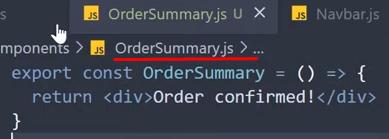 JS OrderSummary.js U × JS Navbar.js
mponents > JS OrderSummary.js > ...
export const OrderSummary = () => {
return <div>Order confirmed!</div>
}